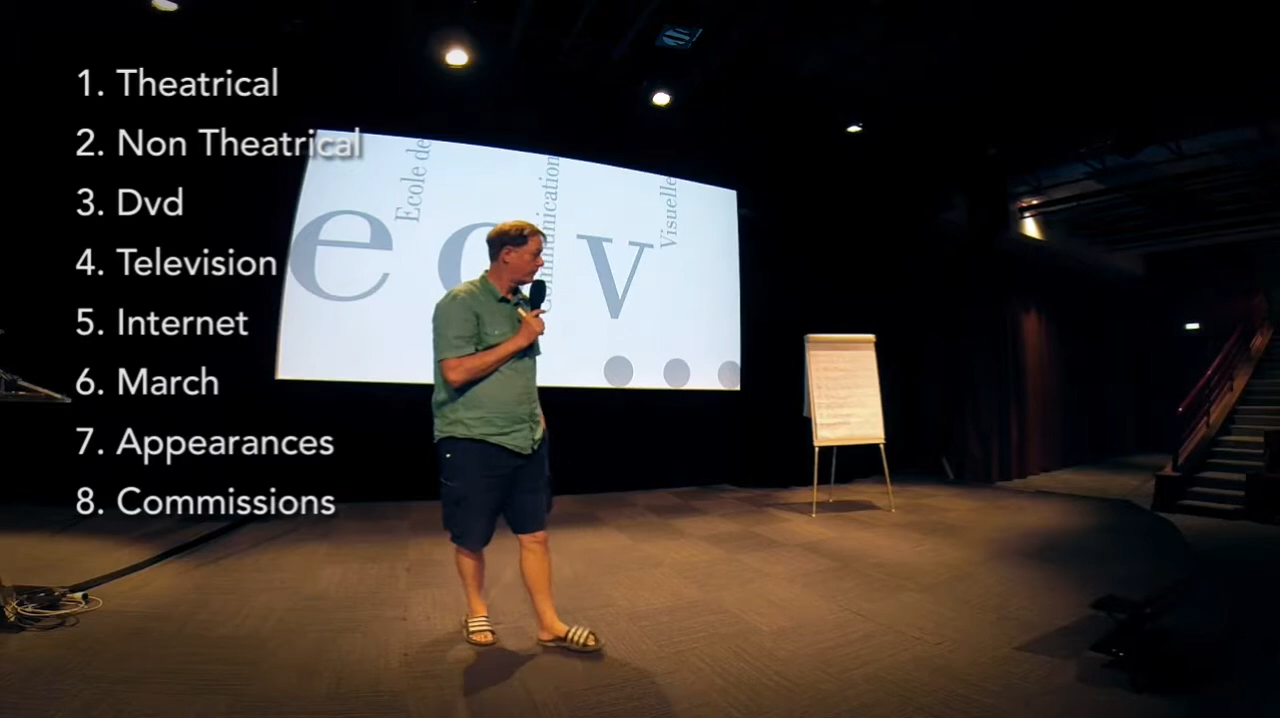 1. Theatrical
2. Non Theatrical
3. Dvd
4. Television
5. Internet
6. March
7. Appearances
8. Commissions
e c v
Ecole de
Communication
Visuelle